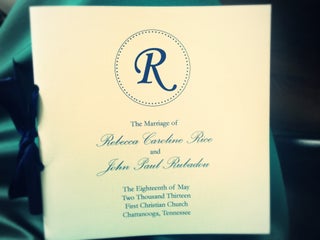 R
The Marriage of
Rebecca Caroline Rice
and
John Paul Rubadou
The Eighteenth of May
Two Thousand Thirteen
First Christian Church
Chattanooga, Tennessee